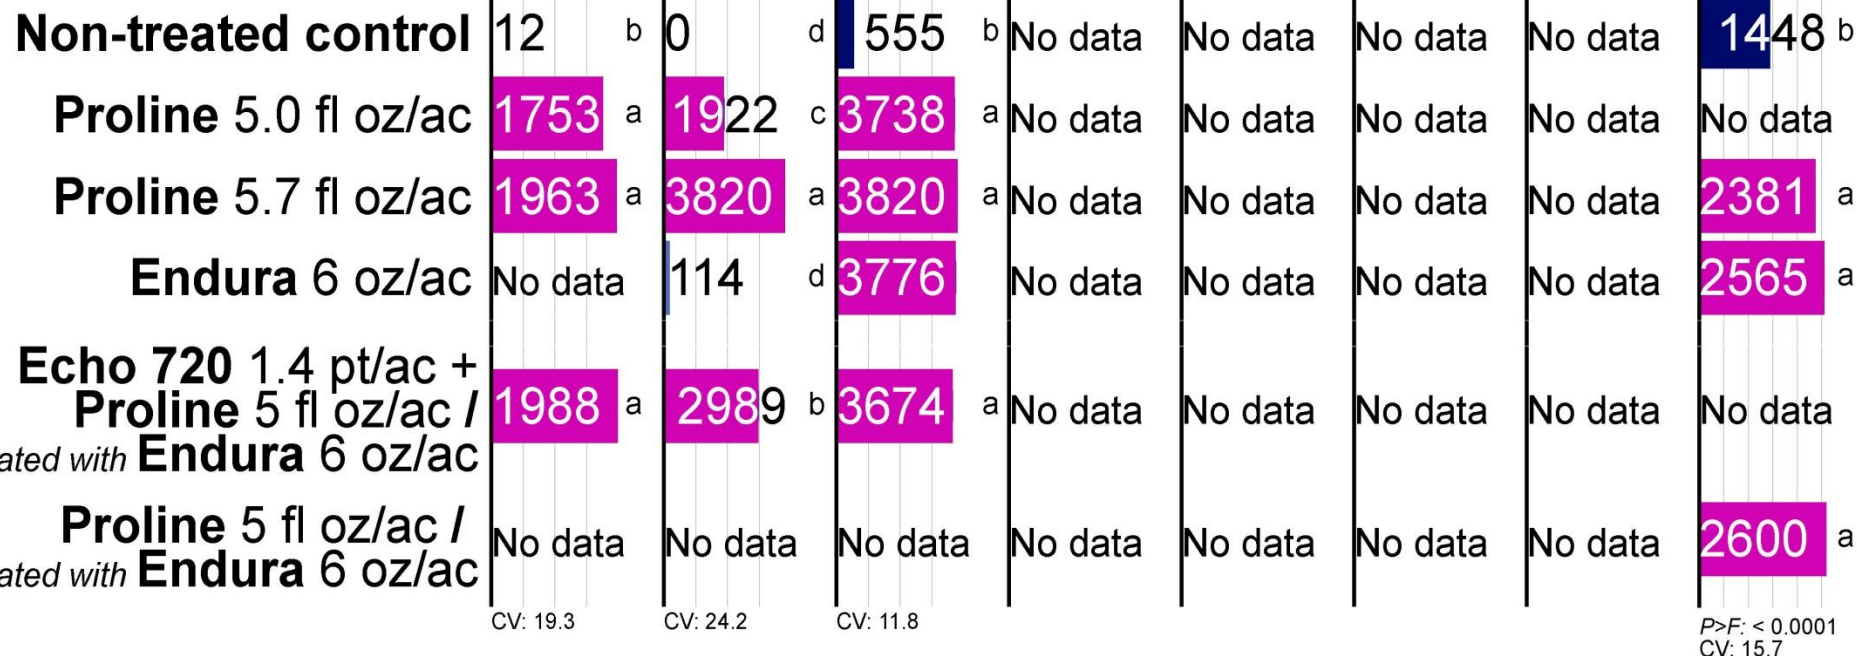 Non-treated control 12 b 0 d 555 b No data No data No data No data 1448 b
Proline 5.0 fl oz/ac 1753 a 1922 c 3738 a No data No data No data No data No data
Proline 5.7 fl oz/ac 1963 a 3820 a 3820 a No data No data No data No data 2381 a
Endura 6 oz/ac No data 114 d 3776 No data No data No data No data 2565 a
Echo 720 1.4 pt/ac +
Proline 5 fl oz/ac / 1988 a 2989 b 3674 a No data No data No data No data No data
ated with Endura 6 oz/ac
Proline 5 fl oz/ac / No data No data No data No data No data No data No data 2600 a
ated with Endura 6 oz/ac
CV: 19.3 CV: 24.2 CV: 11.8 P>F: < 0.0001
CV: 15.7